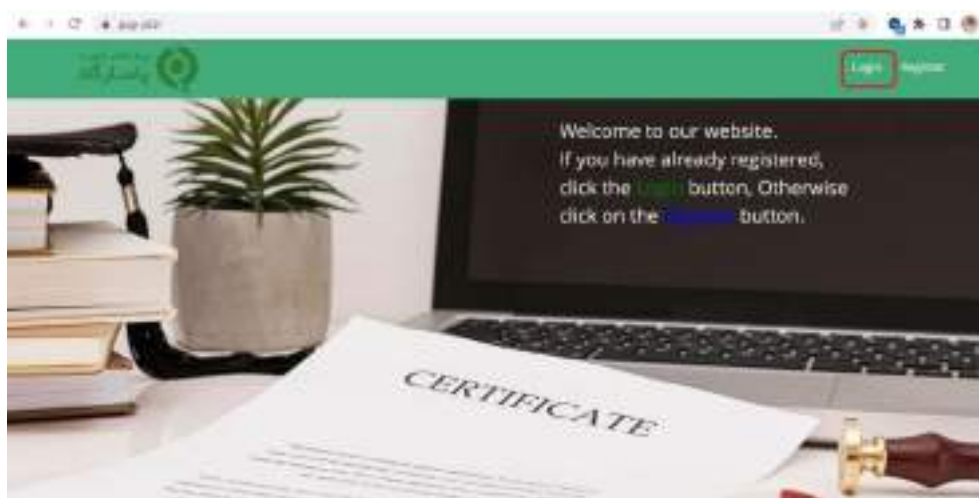 پاسارگاد
Login Register
Welcome to our website.
If you have already registered,
click the Login button, Otherwise
click on the Register button.
CERTIFICATE